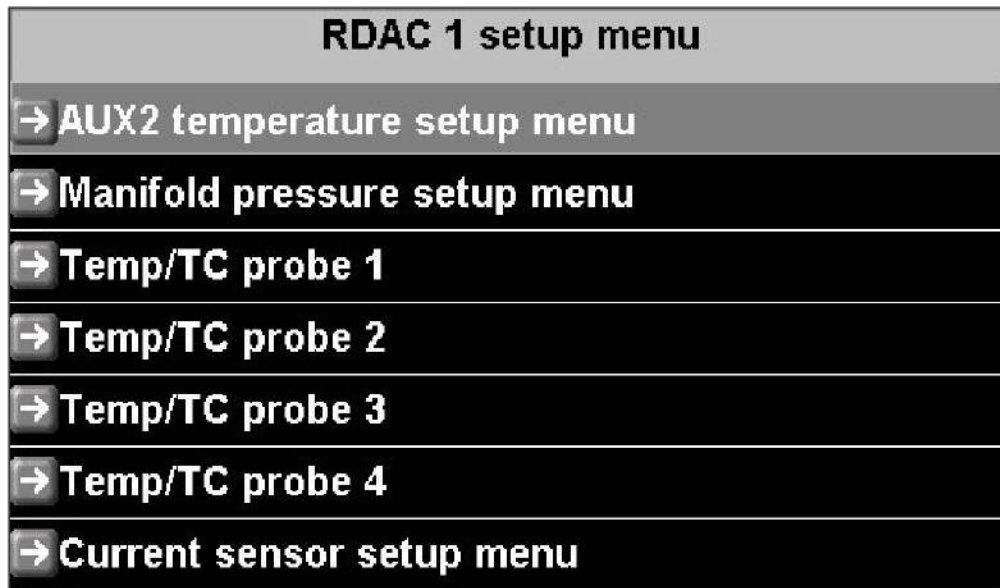 RDAC 1 setup menu
AUX2 temperature setup menu
Manifold pressure setup menu
Temp/TC probe 1
Temp/TC probe 2
Temp/TC probe 3
Temp/TC probe 4
Current sensor setup menu